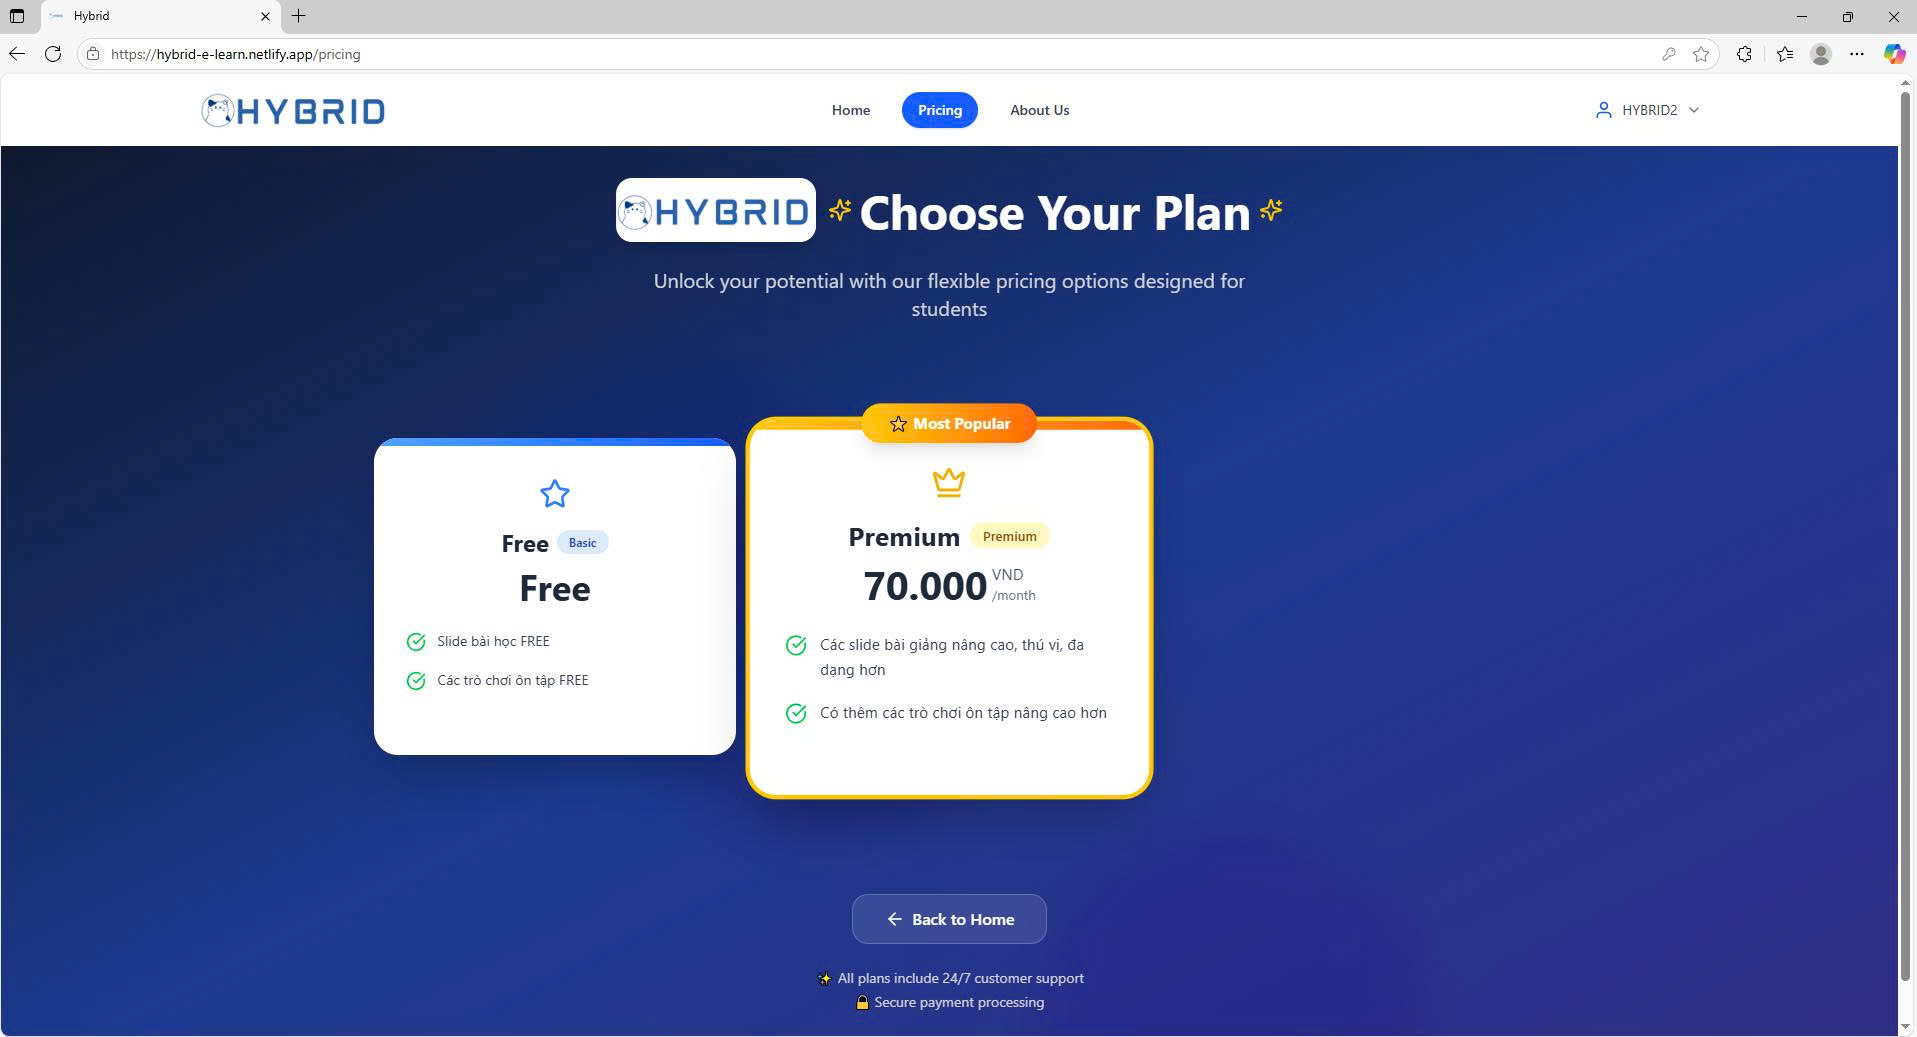 Hybrid
https://hybrid-e-learn.netlify.app/pricing
HYBRID
Home
Pricing
About Us
HYBRID2
HYBRID
Choose Your Plan
Unlock your potential with our flexible pricing options designed for
students
Free
Basic
Free
Slide bài học FREE
Các trò chơi ôn tập FREE
Most Popular
Premium
Premium
70.000
VND
/month
Các slide bài giảng nâng cao, thú vị, đa
dạng hơn
Có thêm các trò chơi ôn tập nâng cao hơn
Back to Home
All plans include 24/7 customer support
Secure payment processing